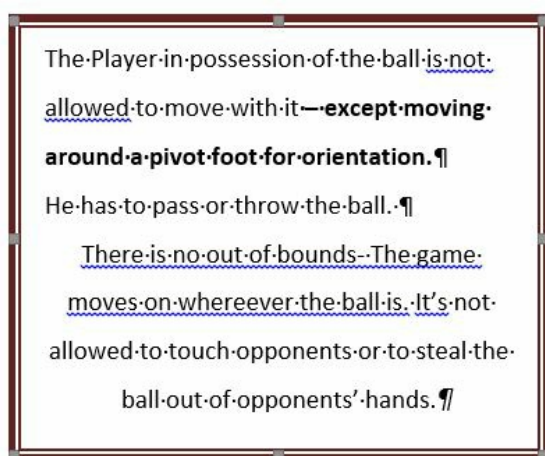 The Player in possession of the ball is not
allowed to move with it – except moving
around a pivot foot for orientation.¶
He has to pass or throw the ball. ¶
There is no out of bounds- The game
moves on whereever the ball is. It’s not
allowed to touch opponents or to steal the
ball out of opponents’ hands.¶